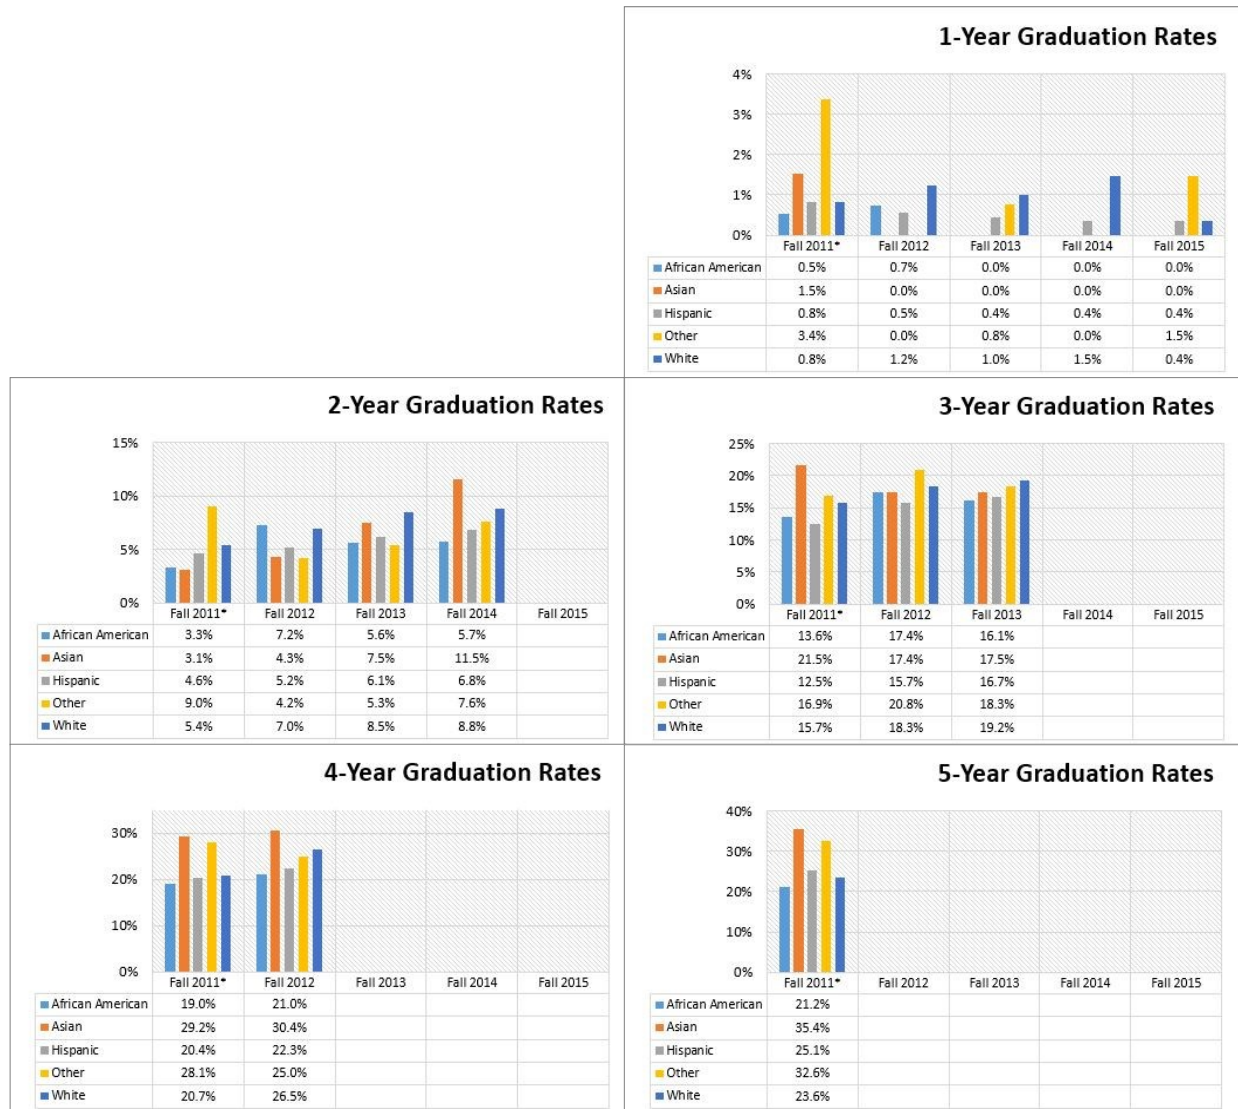 1-Year Graduation Rates
4%
3%
2%
1%
0%
Fall 2011* Fall 2012 Fall 2013 Fall 2014 Fall 2015
African American 0.5% 0.7% 0.0% 0.0% 0.0%
Asian 1.5% 0.0% 0.0% 0.0% 0.0%
Hispanic 0.8% 0.5% 0.4% 0.4% 0.4%
Other 3.4% 0.0% 0.8% 0.0% 1.5%
White 0.8% 1.2% 1.0% 1.5% 0.4%
2-Year Graduation Rates
15%
10%
5%
0%
Fall 2011* Fall 2012 Fall 2013 Fall 2014 Fall 2015
African American 3.3% 7.2% 5.6% 5.7%
Asian 3.1% 4.3% 7.5% 11.5%
Hispanic 4.6% 5.2% 6.1% 6.8%
Other 9.0% 4.2% 5.3% 7.6%
White 5.4% 7.0% 8.5% 8.8%
3-Year Graduation Rates
25%
20%
15%
10%
5%
0%
Fall 2011* Fall 2012 Fall 2013 Fall 2014 Fall 2015
African American 13.6% 17.4% 16.1%
Asian 21.5% 17.4% 17.5%
Hispanic 12.5% 15.7% 16.7%
Other 16.9% 20.8% 18.3%
White 15.7% 18.3% 19.2%
4-Year Graduation Rates
30%
20%
10%
0%
Fall 2011* Fall 2012 Fall 2013 Fall 2014 Fall 2015
African American 19.0% 21.0%
Asian 29.2% 30.4%
Hispanic 20.4% 22.3%
Other 28.1% 25.0%
White 20.7% 26.5%
5-Year Graduation Rates
40%
30%
20%
10%
0%
Fall 2011* Fall 2012 Fall 2013 Fall 2014 Fall 2015
African American 21.2%
Asian 35.4%
Hispanic 25.1%
Other 32.6%
White 23.6%